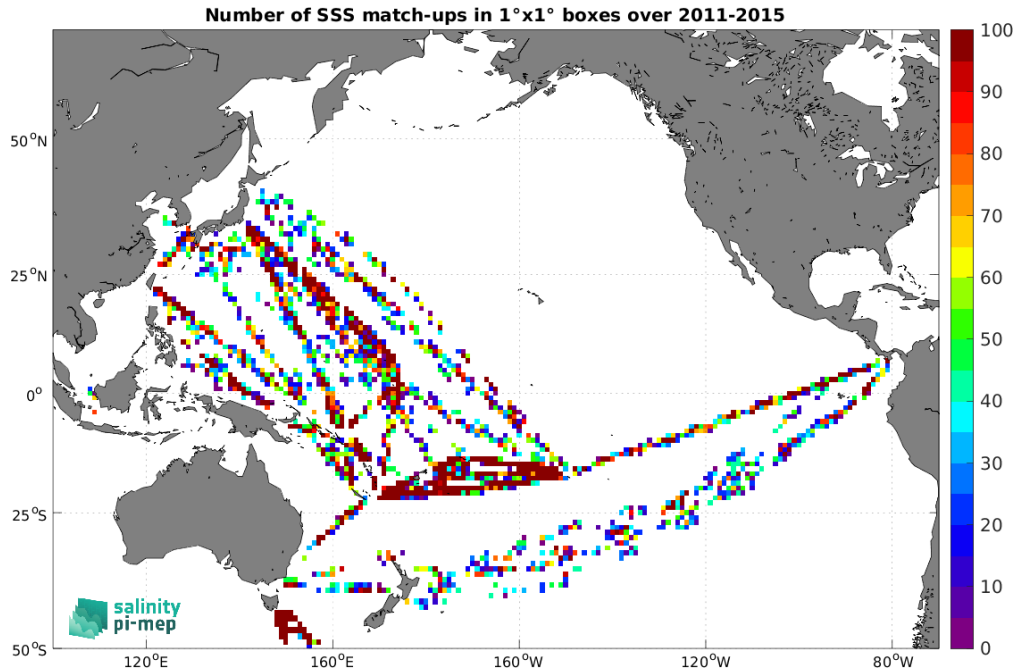 Number of SSS match-ups in 1°x1° boxes over 2011-2015
50°N
25°N
0°
25°S
50°S
120°E
160°E
160°W
120°W
80°W
100
90
80
70
60
50
40
30
20
10
0
salinity
pi-mep